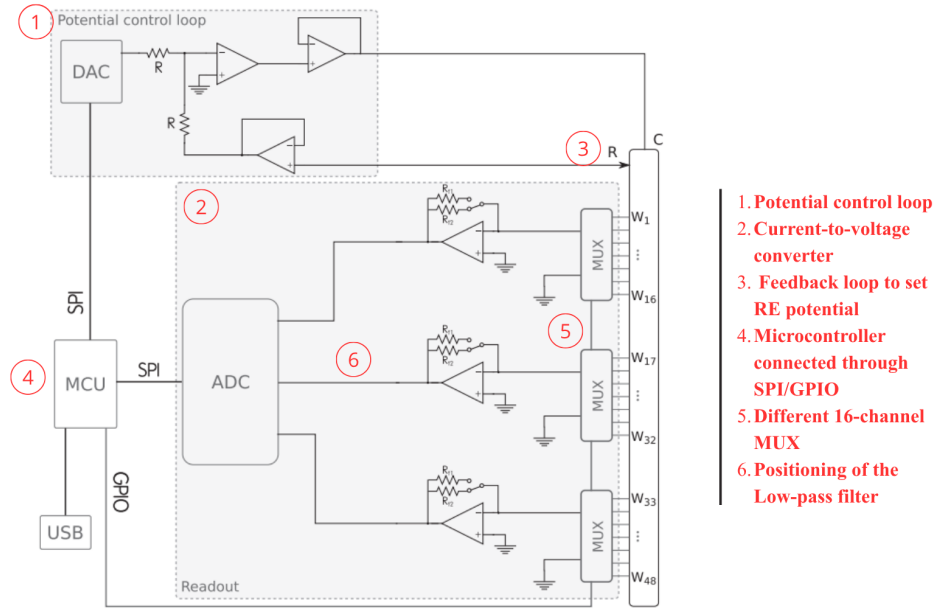 1
Potential control loop
DAC
R
-
+
-
R
-
+
3
R
C
2
Rf1
Rf2
-
+
MUX
W1
...
W16
SPI
5
4
MCU
SPI
ADC
6
Rf1
Rf2
-
+
MUX
W17
...
W32
GPIO
USB
Rf1
Rf2
-
+
MUX
W33
...
W48
Readout
1. Potential control loop
2. Current-to-voltage
converter
3. Feedback loop to set
RE potential
4. Microcontroller
connected through
SPI/GPIO
5. Different 16-channel
MUX
6. Positioning of the
Low-pass filter